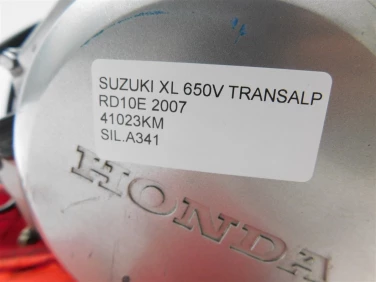 SUZUKI XL 650V TRANSALP
RD10E 2007
41023KM
SIL.A341
HONDA